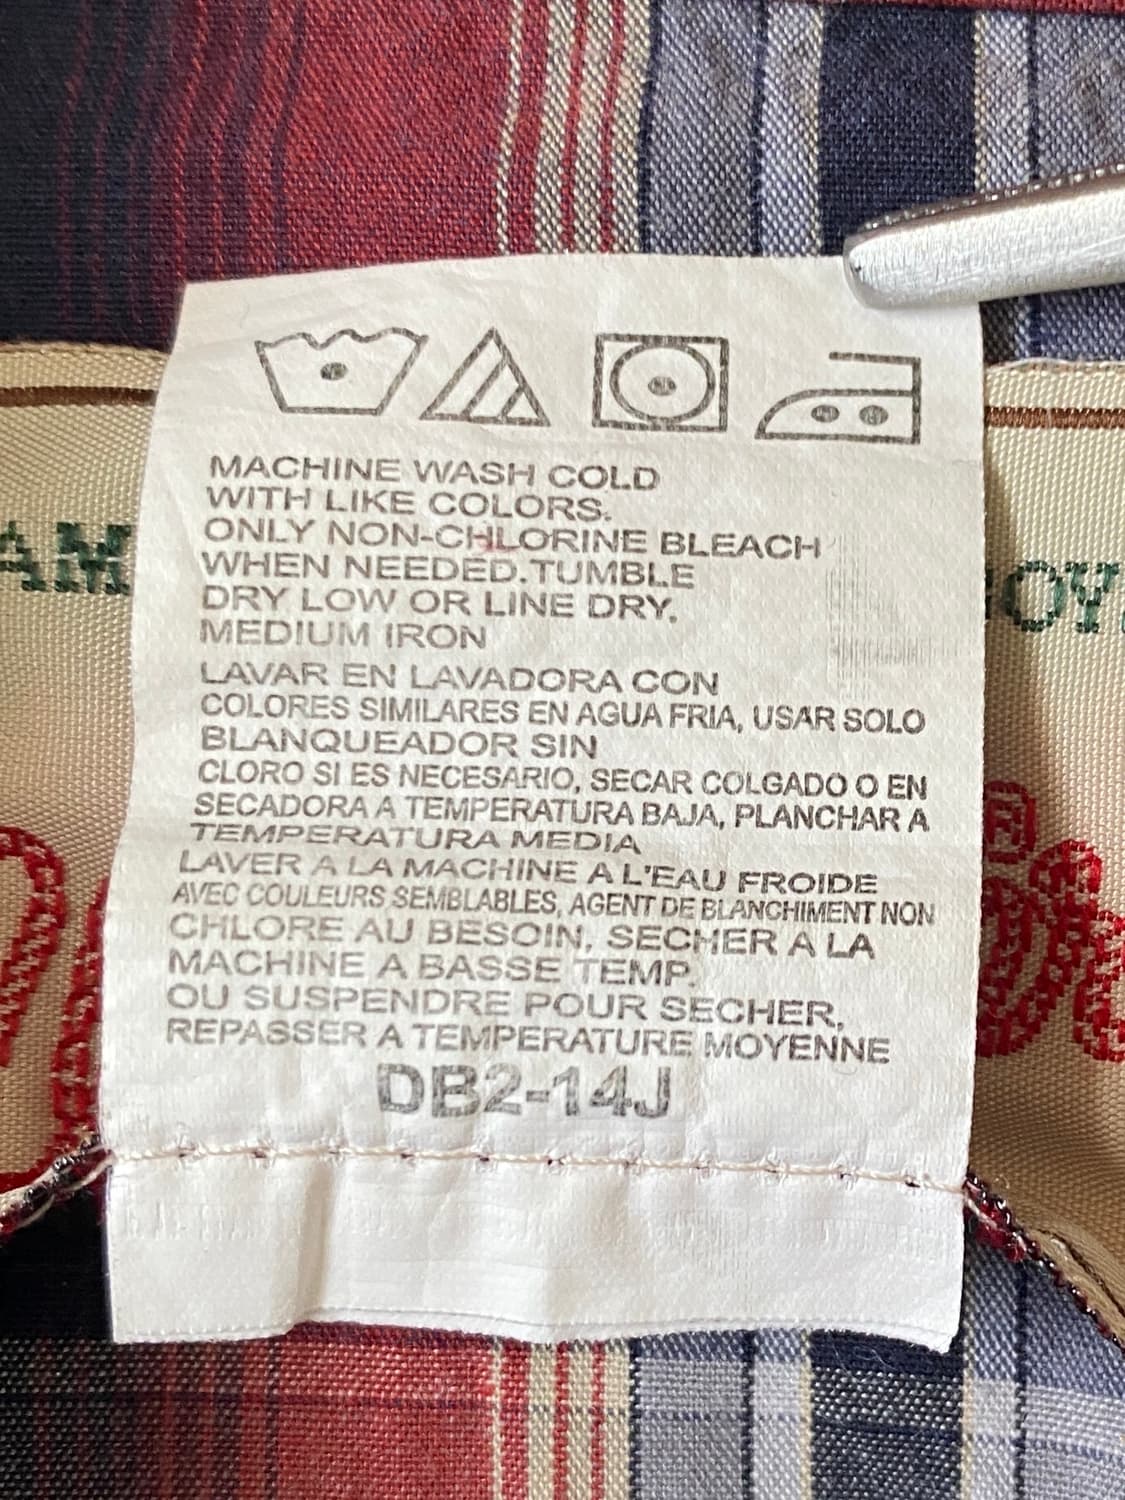 MACHINE WASH COLD
WITH LIKE COLORS.
ONLY NON-CHLORINE BLEACH
WHEN NEEDED.TUMBLE
DRY LOW OR LINE DRY.
MEDIUM IRON
LAVAR EN LAVADORA CON
COLORES SIMILARES EN AGUA FRIA, USAR SOLO
BLANQUEADOR SIN
CLORO SI ES NECESARIO, SECAR COLGADO O EN
SECADORA A TEMPERATURA BAJA, PLANCHAR A
TEMPERATURA MEDIA
LAVER A LA MACHINE A L'EAU FROIDE
AVEC COULEURS SEMBLABLES, AGENT DE BLANCHIMENT NON
CHLORE AU BESOIN, SECHER A LA
MACHINE A BASSE TEMP.
OU SUSPENDRE POUR SECHER,
REPASSER A TEMPERATURE MOYENNE
DB2-14J
AM
OY
®